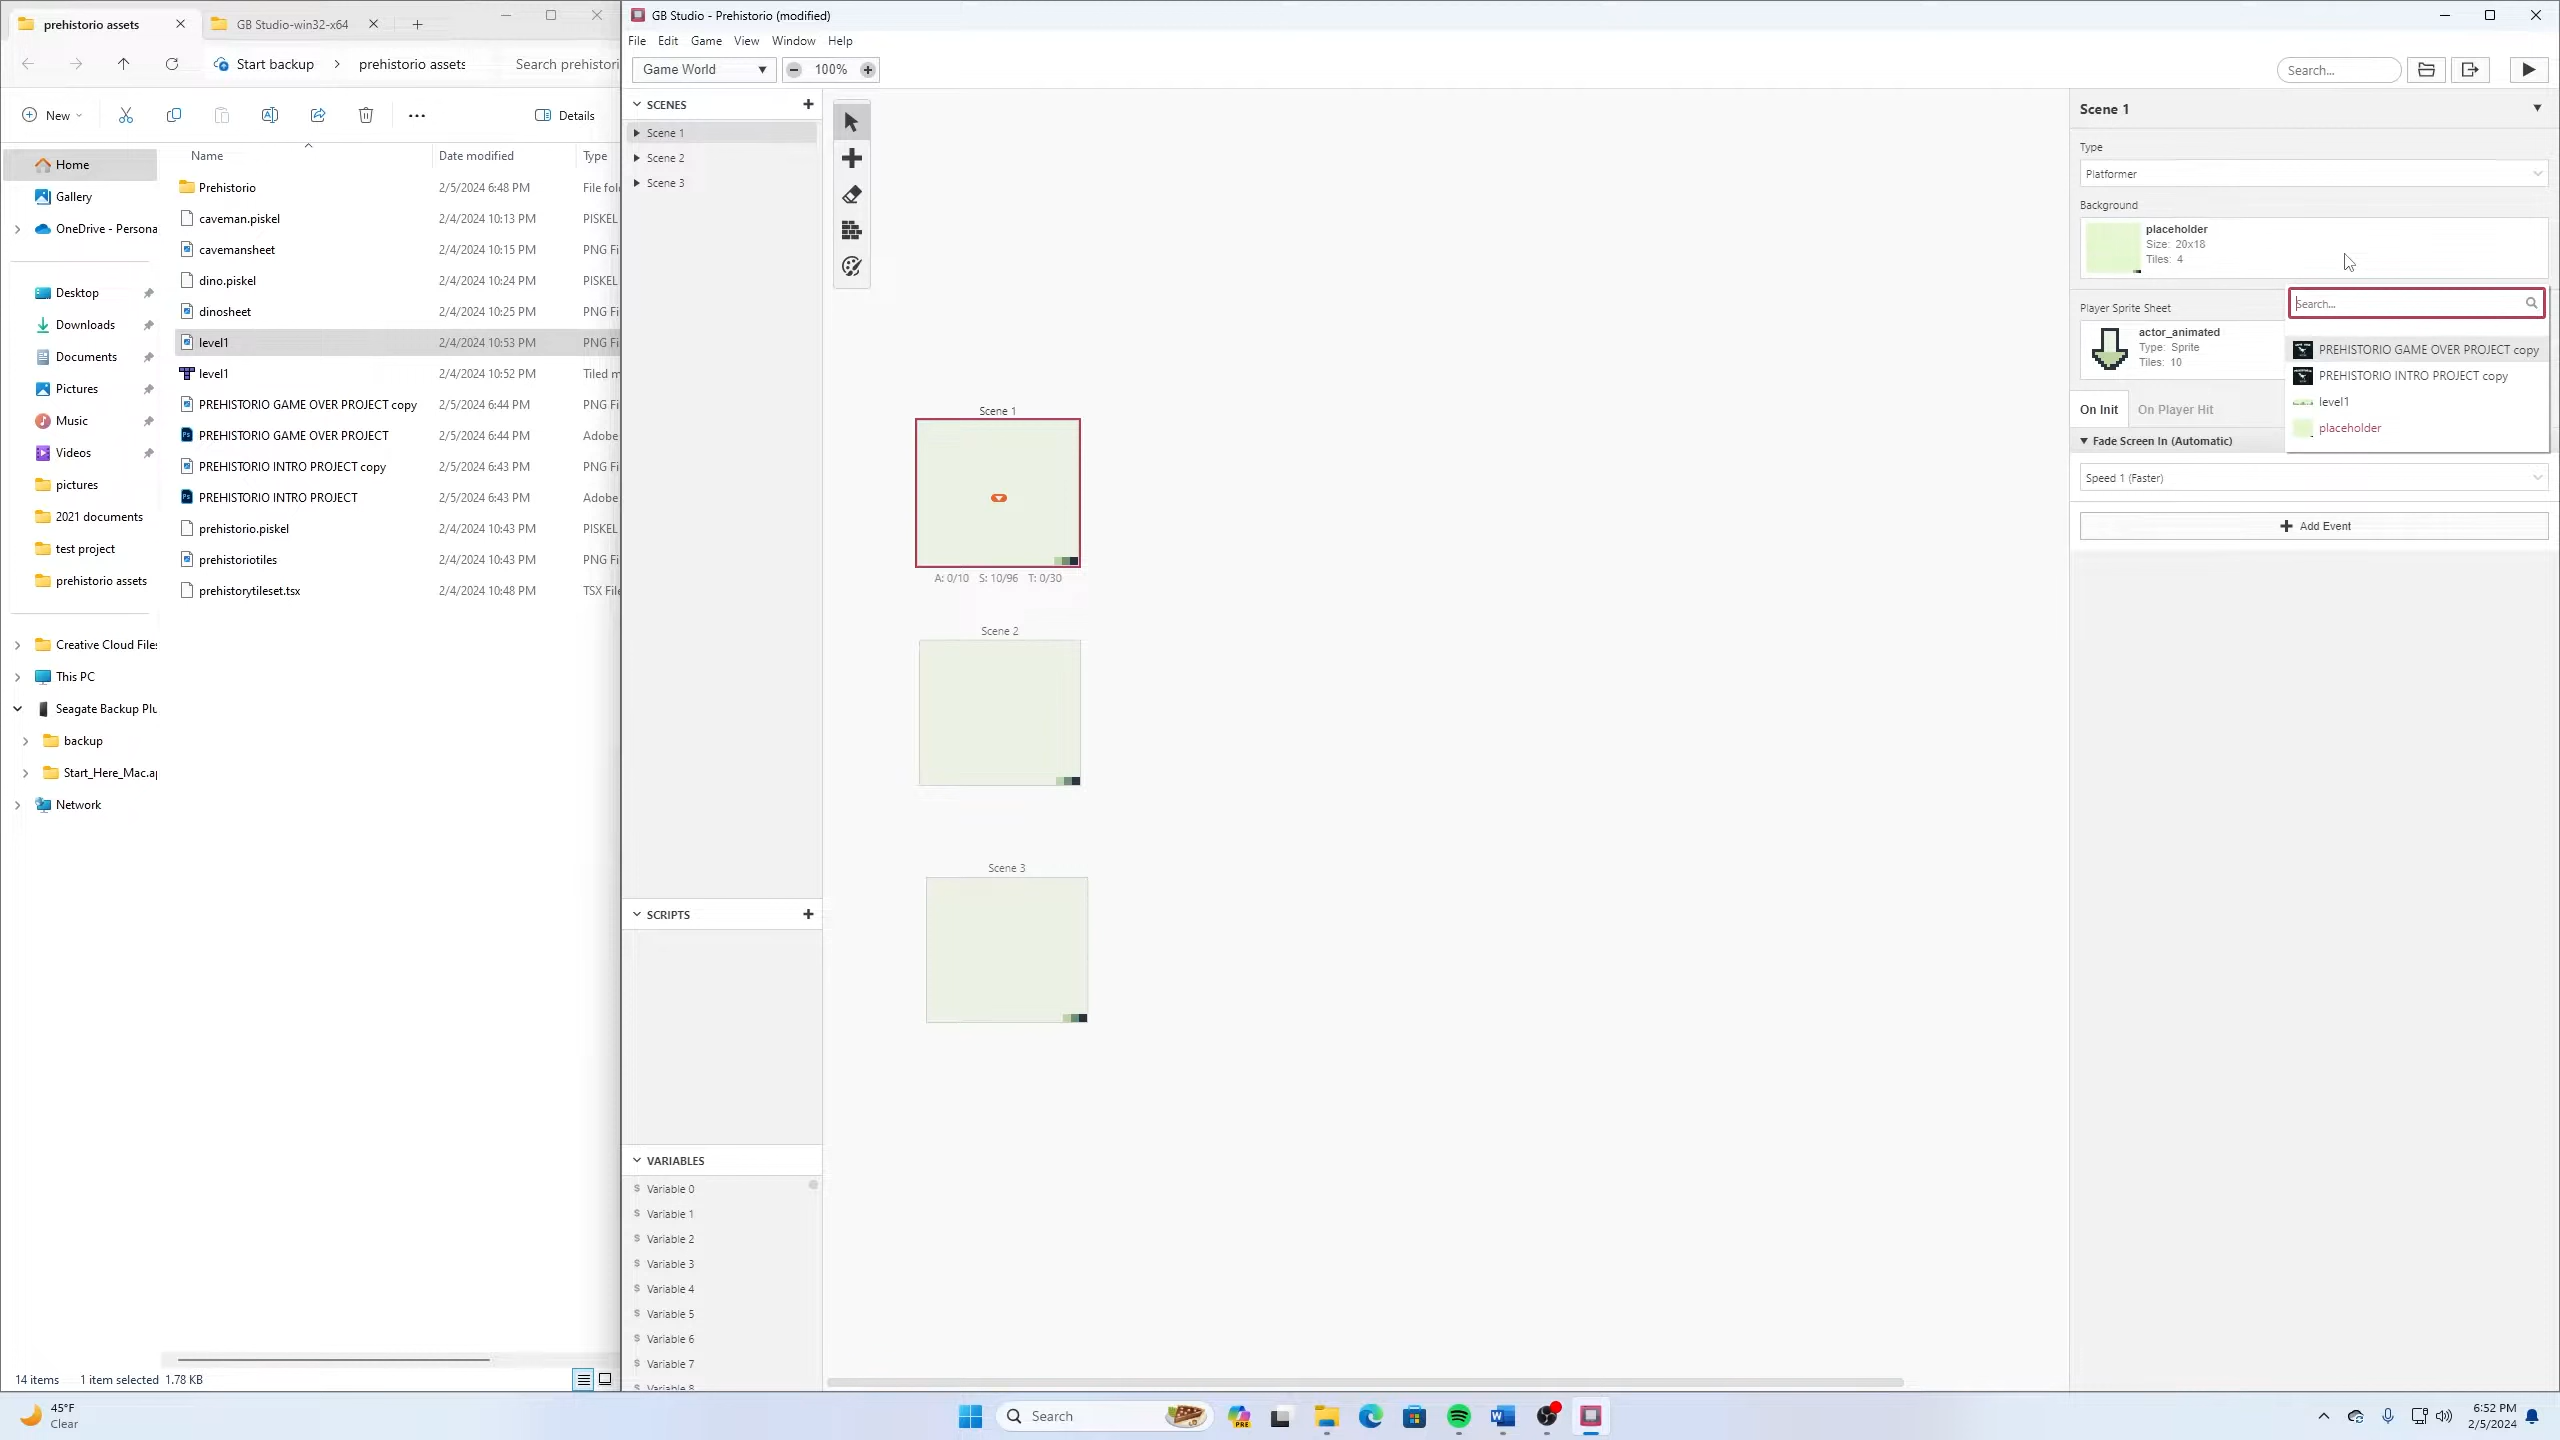 prehistorio assets
GB Studio-win32-x64
Start backup
prehistorio assets
Search prehistori
New
Details
Name
Date modified
Type
Home
Gallery
OneDrive - Persona
Desktop
Downloads
Documents
Pictures
Music
Videos
pictures
2021 documents
test project
prehistorio assets
Creative Cloud Files
This PC
Seagate Backup Plu
backup
Start_Here_Mac.ap
Network
Prehistorio 2/5/2024 6:48 PM File fol
caveman.piskel 2/4/2024 10:13 PM PISKEL
cavemansheet 2/4/2024 10:15 PM PNG Fi
dino.piskel 2/4/2024 10:24 PM PISKEL
dinosheet 2/4/2024 10:25 PM PNG Fi
level1 2/4/2024 10:53 PM PNG Fi
level1 2/4/2024 10:52 PM Tiled m
PREHISTORIO GAME OVER PROJECT copy 2/5/2024 6:44 PM PNG Fi
PREHISTORIO GAME OVER PROJECT 2/5/2024 6:44 PM Adobe
PREHISTORIO INTRO PROJECT copy 2/5/2024 6:43 PM PNG Fi
PREHISTORIO INTRO PROJECT 2/5/2024 6:43 PM Adobe
prehistorio.piskel 2/4/2024 10:43 PM PISKEL
prehistoriotiles 2/4/2024 10:43 PM PNG Fi
prehistorytileset.tsx 2/4/2024 10:48 PM TSX File
14 items 1 item selected 1.78 KB
GB Studio - Prehistorio (modified)
File Edit Game View Window Help
Game World
100%
Search...
SCENES
Scene 1
Scene 2
Scene 3
SCRIPTS
VARIABLES
$ Variable 0
$ Variable 1
$ Variable 2
$ Variable 3
$ Variable 4
$ Variable 5
$ Variable 6
$ Variable 7
$ Variable 8
Scene 1
A: 0/10 S: 10/96 T: 0/30
Scene 2
Scene 3
Scene 1
Type
Platformer
Background
placeholder
Size: 20x18
Tiles: 4
Player Sprite Sheet
actor_animated
Type: Sprite
Tiles: 10
Search...
PREHISTORIO GAME OVER PROJECT copy
PREHISTORIO INTRO PROJECT copy
level1
placeholder
On Init
On Player Hit
Fade Screen In (Automatic)
Speed 1 (Faster)
Add Event
45°F
Clear
Search
PRE
6:52 PM
2/5/2024